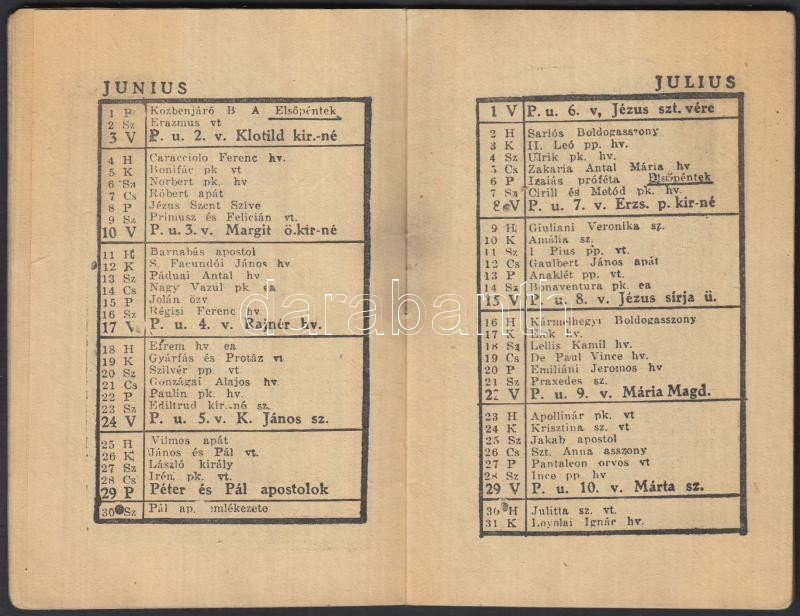 JUNIUS
1 P Közbenjáró B A Elsőpéntek
2 Sz Erazmus vt
3 V P. u. 2. v. Klotild kir-né
4 H Caracciolo Ferenc hv.
5 K Bonifác pk vt
6 Sz Norbert pk. hv
7 Cs Róbert apát
8 P Jézus Szent Szíve
9 Sz Primusz és Felicián vt.
10 V P. u. 3. v. Margit ö. kir-né
11 H Barnabás apostol
12 K S. Facundói János hv.
13 Sz Páduai Antal hv
14 Cs Nagy Vazul pk. ea
15 P Jolán özv
16 Sz Régisi Ferenc hv
17 V P. u. 4. v. Rajnér hv.
18 H Efrem hv. ea
19 K Gyárfás és Protáz vt
20 Sz Szilvér pp. vt
21 Cs Gonzágai Alajos hv.
22 P Paulin pk. hv.
23 Sz Ediltrud kir.-né sz.
24 V P. u. 5. v. K. János sz.
25 H Vilmos apát
26 K János és Pál vt.
27 Sz László király
28 Cs Irén. pk. vt.
29 P Péter és Pál apostolok
30 Sz Pál ap. emlékezete
JULIUS
1 V P. u. 6. v, Jézus szt. vére
2 H Sarlós Boldogasszony
3 K II. Leó pp. hv.
4 Sz Ulrik pk. hv.
5 Cs Zakaria Antal Mária hv
6 P Izaiás próféta Elsőpéntek
7 Sz Cirill és Metód pk. hv.
8 V P. u. 7. v. Erzs. p. kir-né
9 H Giuliani Veronika sz.
10 K Amália sz.
11 Sz I Pius pp. vt.
12 Cs Gaulbert János apát
13 P Anaklét pp. vt.
14 Sz Bonaventura pk. ea
15 V P. u. 8. v. Jézus sírja ü.
16 H Kármelhegyi Boldogasszony
17 K Elek hv.
18 Sz Lellis Kamil hv.
19 Cs De Paul Vince hv.
20 P Emiliáni Jeromos hv.
21 Sz Praxedes sz.
22 V P. u. 9. v. Mária Magd.
23 H Apollinár pk. vt
24 K Krisztina sz. vt
25 Sz Jakab apostol
26 Cs Szt. Anna asszony
27 P Pantaleon orvos vt
28 Sz Ince pp hv
29 V P. u. 10. v. Márta sz.
30 H Julitta sz. vt.
31 K Loyolai Ignác hv.
darabanth